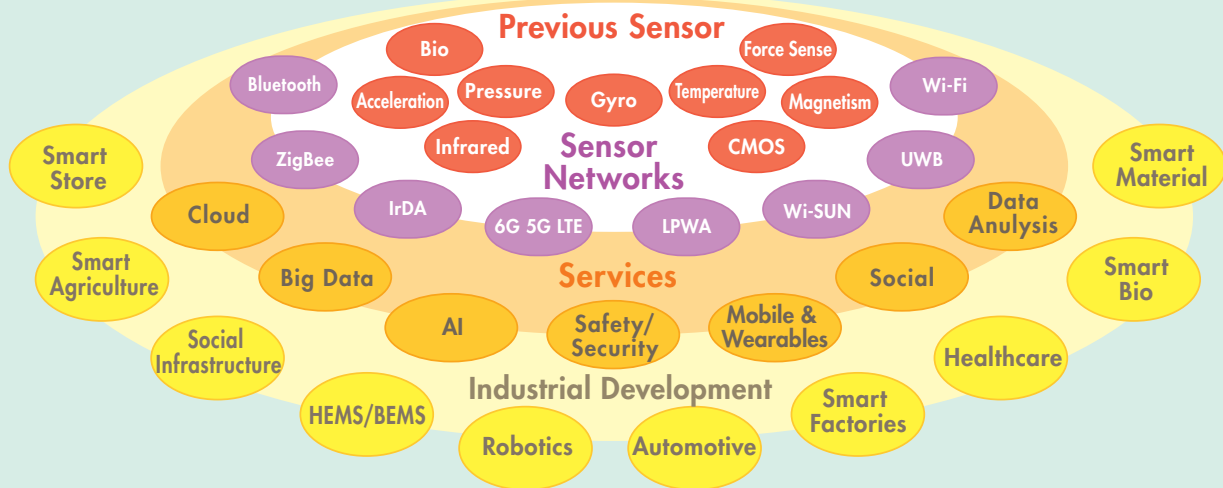 Previous Sensor
Bio
Force Sense
Bluetooth
Acceleration
Pressure
Gyro
Temperature
Magnetism
Wi-Fi
Infrared
CMOS
Sensor
Networks
ZigBee
UWB
IrDA
6G 5G LTE
LPWA
Wi-SUN
Smart
Store
Smart
Material
Cloud
Data
Anulysis
Services
Big Data
Social
AI
Safety/
Security
Mobile &
Wearables
Smart
Agriculture
Smart
Bio
Social
Infrastructure
Healthcare
Industrial Development
HEMS/BEMS
Smart
Factories
Robotics
Automotive